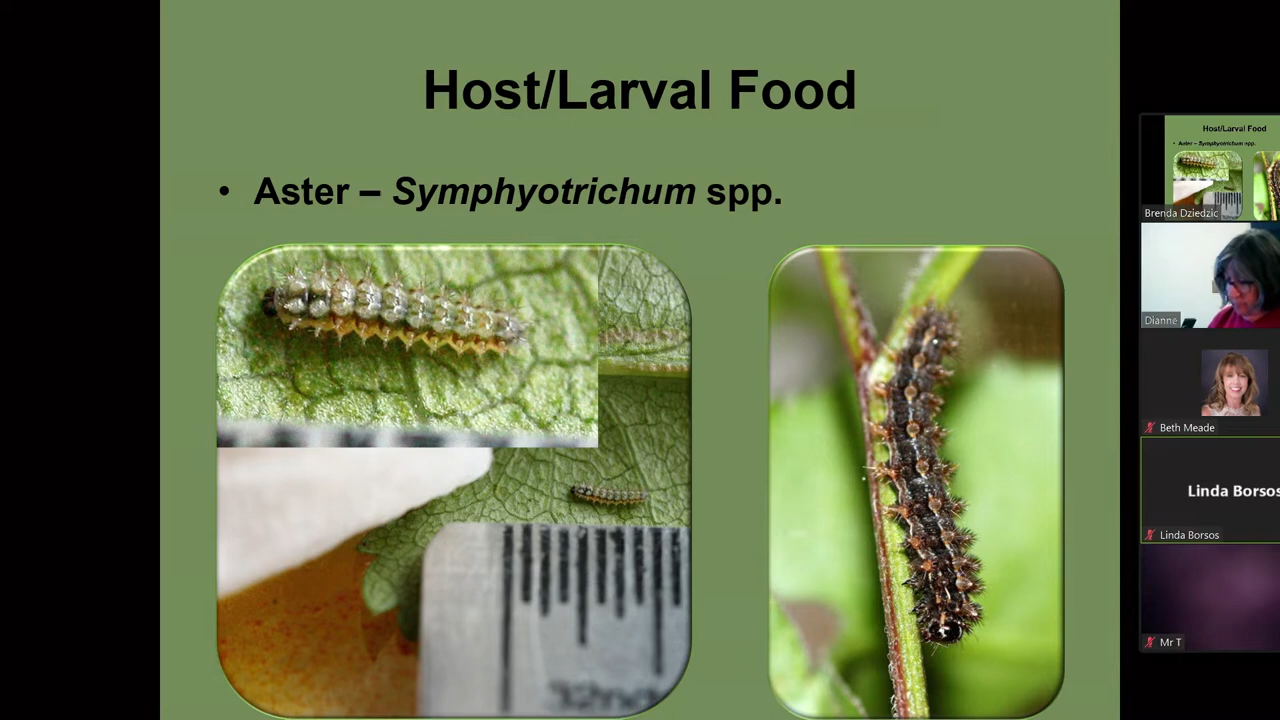 Host/Larval Food
• Aster – Symphyotrichum spp.
32nd
Host/Larval Food
• Aster – Symphyotrichum spp.
Brenda Dziedzic
Dianne
Beth Meade
Linda Borsos
Linda Borsos
Mr T